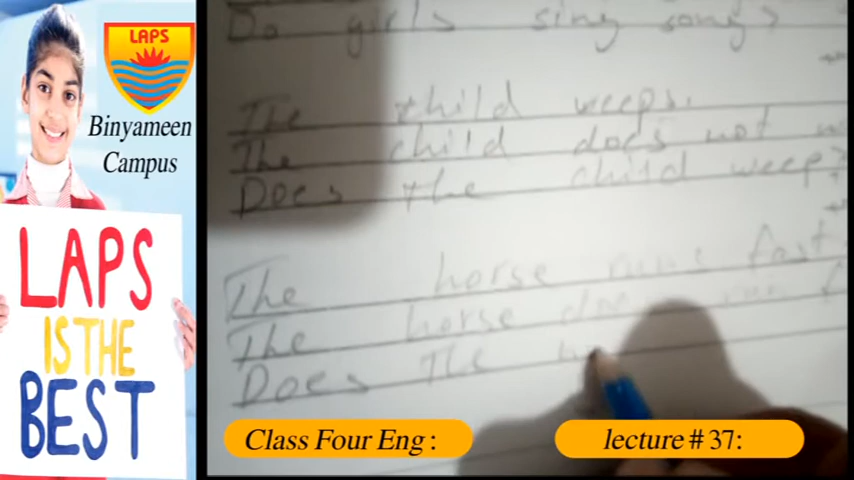 LAPS
Binyameen
Campus
LAPS
IS THE
BEST
Do girls sing songs?
The child weeps.
The child does not
Does the child weep?
The horse runs fast
The horse does run
Does The
Class Four Eng :
lecture # 37: